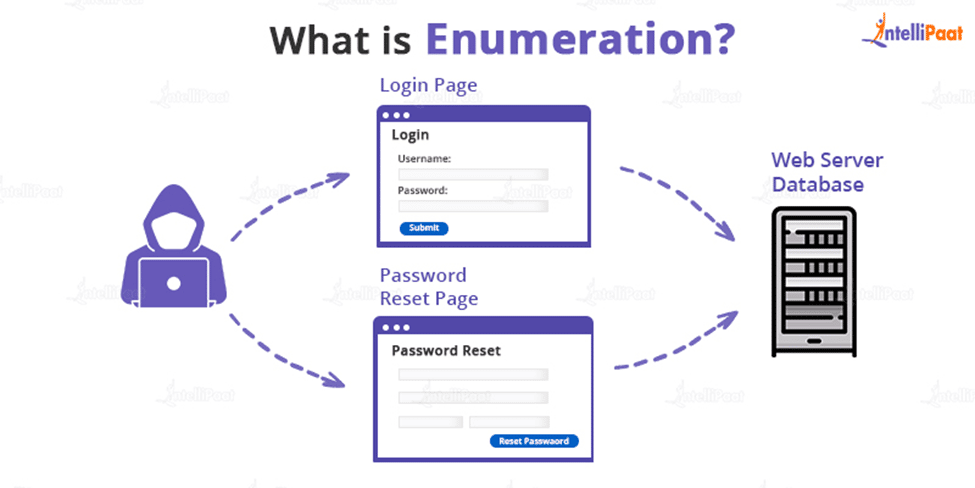 What is Enumeration?
IntelliPaat
Login Page
Login
Username:
Password:
Submit
Web Server
Database
Password
Reset Page
Password Reset
Reset Passwaord